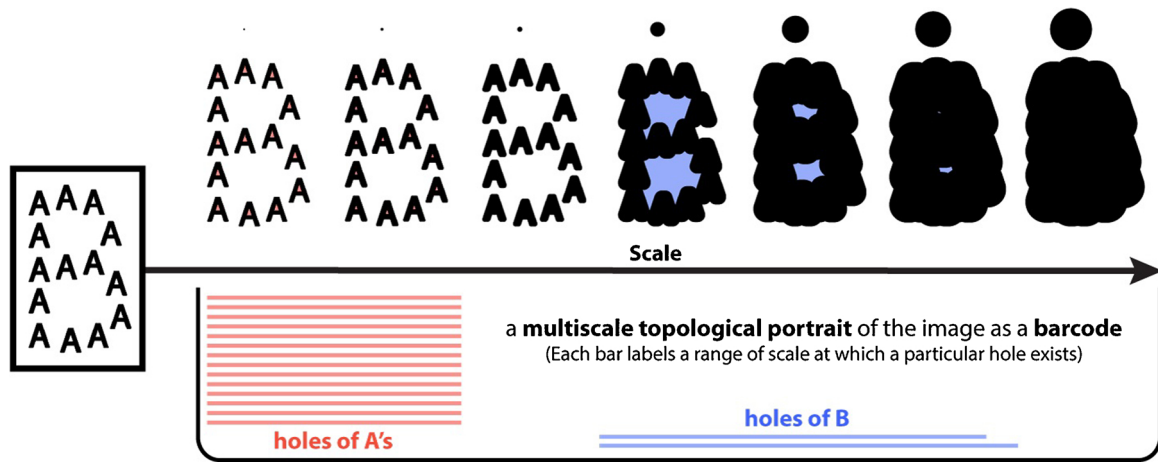 A A A
A A
A A A
A A
A A
A A A
A A A
A A
A A A
A A
A A
A A A
A A A
A A
A A A
A A
A A
A A A
A A A
A A
A A A
A A
A A
A A A
Scale
a multiscale topological portrait of the image as a barcode
(Each bar labels a range of scale at which a particular hole exists)
holes of B
holes of A's